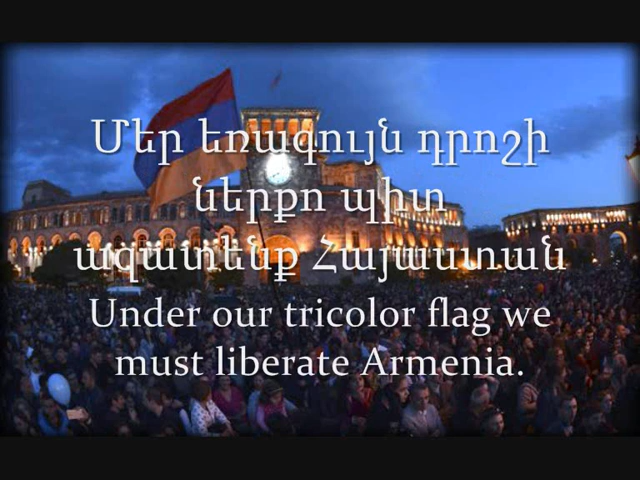 Մեր եռագույն դրոշի
ներքո պիտ
ազատենք Հայաստան
Under our tricolor flag we
must liberate Armenia.